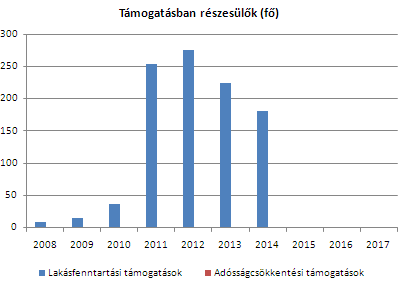 Támogatásban részesülők (fő)
300
250
200
150
100
50
0
2008 2009 2010 2011 2012 2013 2014 2015 2016 2017
Lakásfenntartási támogatások Adósságcsökkentési támogatások